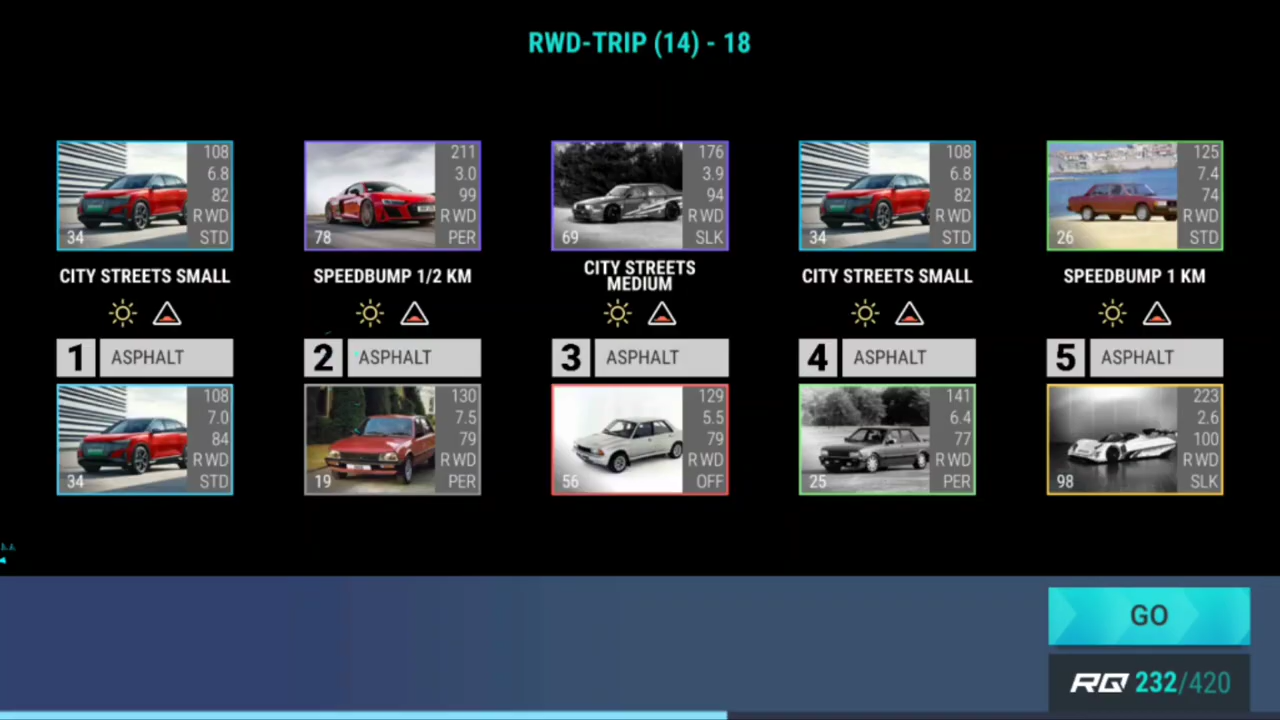 RWD-TRIP (14) - 18
108
6.8
82
RWD
STD
34
211
3.0
99
RWD
PER
78
176
3.9
94
RWD
SLK
69
108
6.8
82
RWD
STD
34
125
7.4
74
RWD
STD
26
CITY STREETS SMALL
SPEEDBUMP 1/2 KM
CITY STREETS
MEDIUM
CITY STREETS SMALL
SPEEDBUMP 1 KM
1 ASPHALT
2 ASPHALT
3 ASPHALT
4 ASPHALT
5 ASPHALT
108
7.0
84
RWD
STD
34
130
7.5
79
RWD
PER
19
129
5.5
79
RWD
OFF
56
141
6.4
77
RWD
PER
25
223
2.6
100
RWD
SLK
98
GO
RQ 232/420